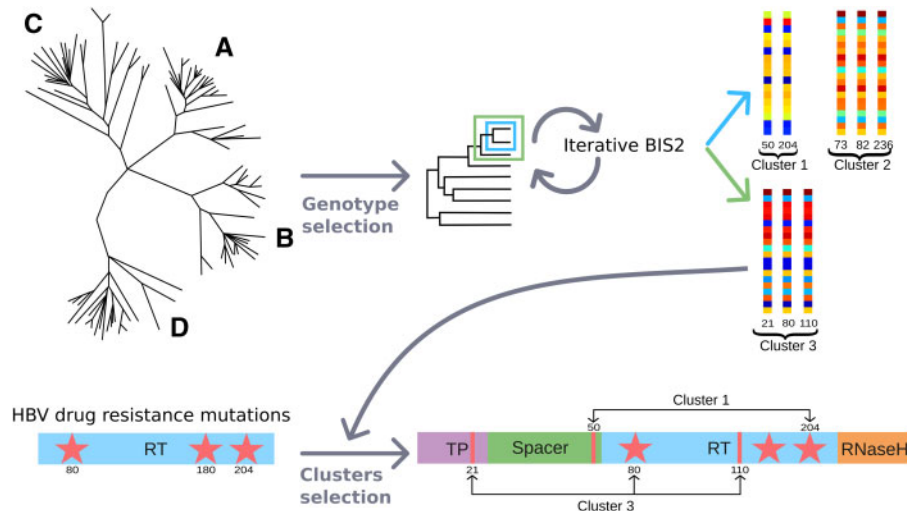 C
A
B
D
Genotype
selection
Iterative BIS2
50 204
Cluster 1
73 82 236
Cluster 2
21 80 110
Cluster 3
HBV drug resistance mutations
RT
80 180 204
Clusters
selection
Cluster 1
50 204
TP Spacer RT RNaseH
21 80 110
Cluster 3